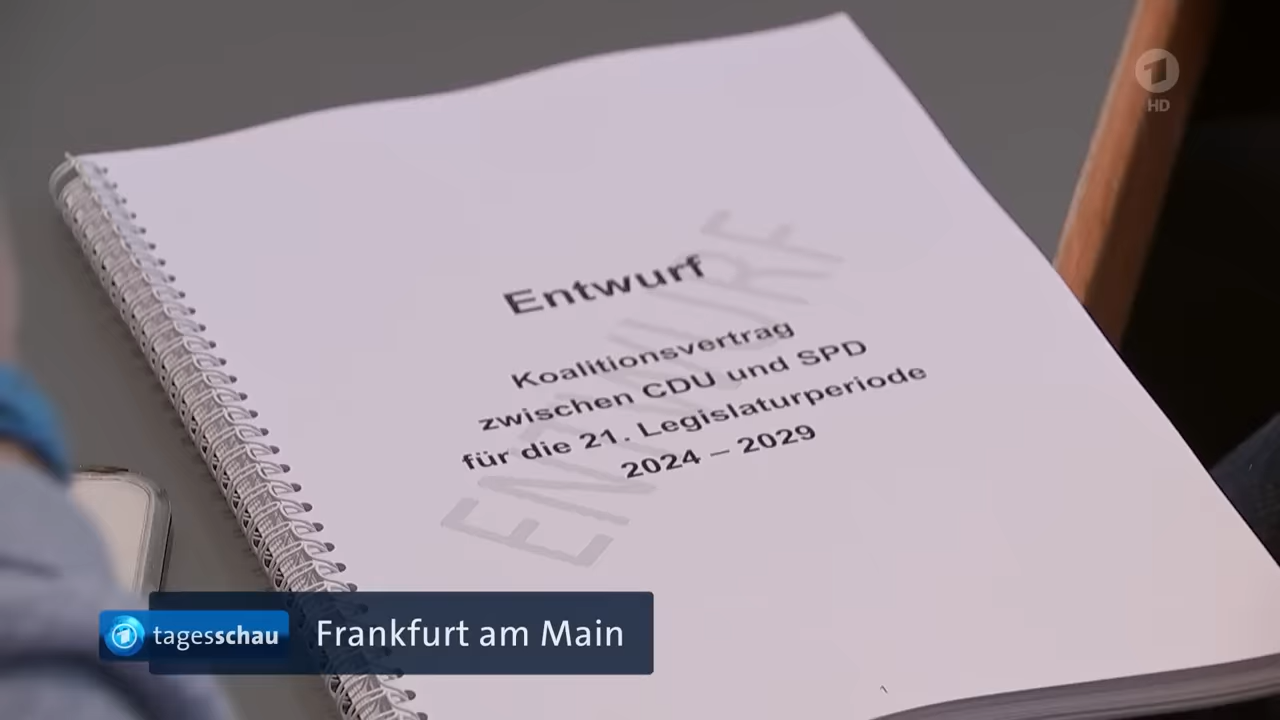 HD
Entwurf
ENTWURF
Koalitionsvertrag
zwischen CDU und SPD
für die 21. Legislaturperiode
2024 – 2029
tagesschau
Frankfurt am Main